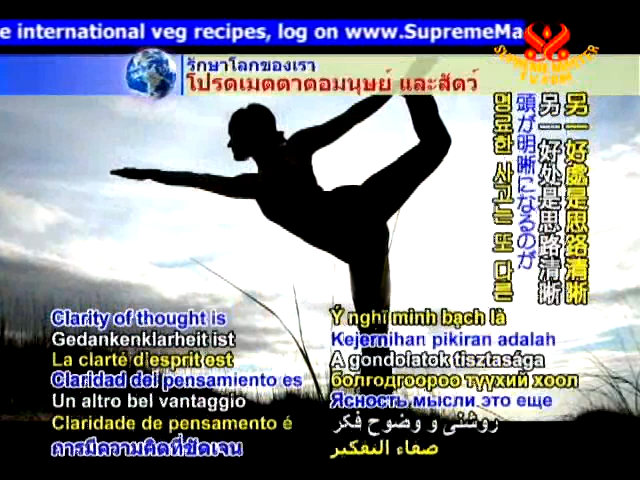 e international veg recipes, log on www.SupremeMa
SUPREME MASTER
TV.COM
รักษาโลกของเรา
โปรดเมตตาต่อมนุษย์ และสัตว์
另一好處是思路清晰
另一好处是思路清晰
頭が明晰になるのが
명료한 사고는 또 다른
Clarity of thought is
Gedankenklarheit ist
La clarté d'esprit est
Claridad del pensamiento es
Un altro bel vantaggio
Claridade de pensamento é
การมีความคิดที่ชัดเจน
Ý nghĩ minh bạch là
Kejernihan pikiran adalah
A gondolatok tisztasága
болгодгоороо түүхий хоол
Ясность мысли это еще
روشنی و وضوح فکر
صفاء التفكير